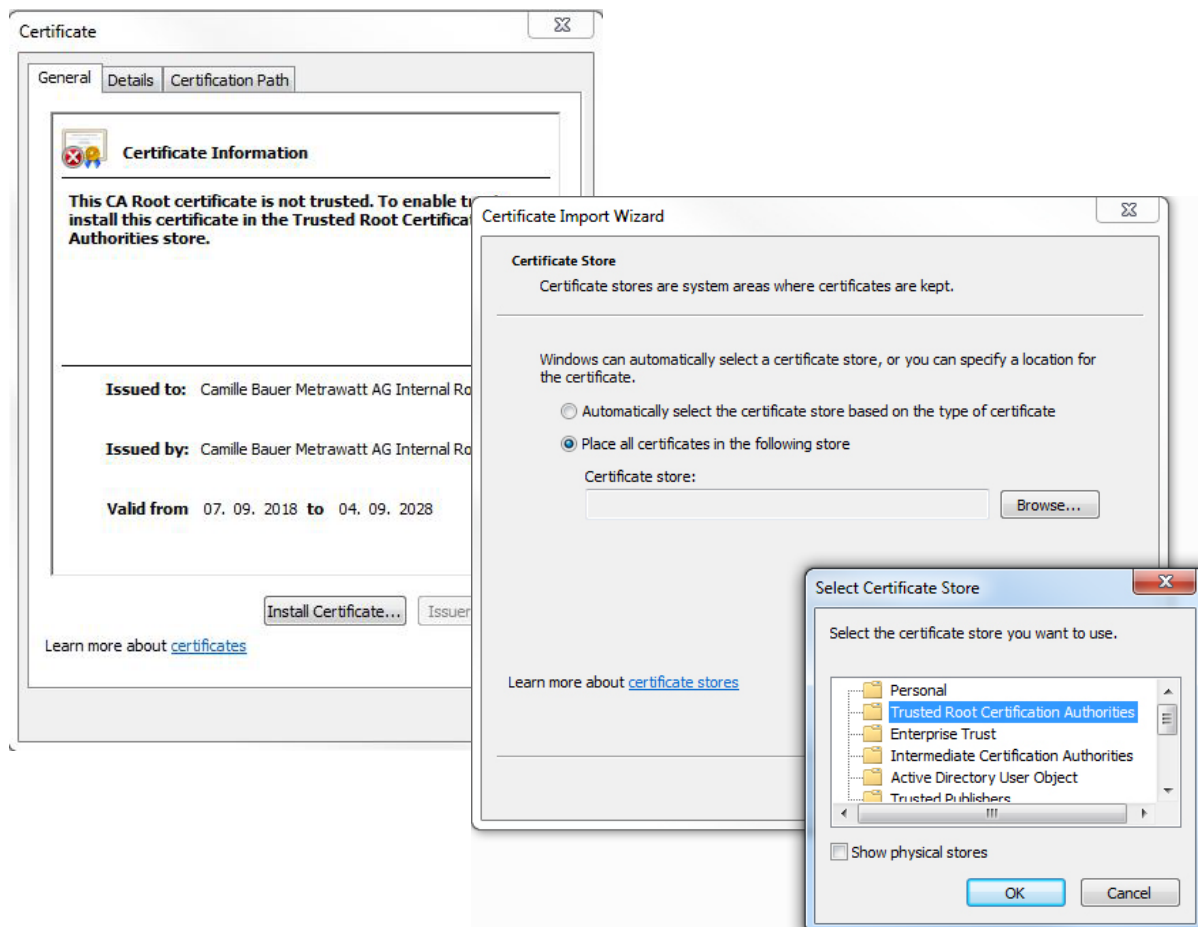 Certificate
General
Details
Certification Path
Certificate Information
This CA Root certificate is not trusted. To enable
install this certificate in the Trusted Root
Authorities store.
Issued to: Camille Bauer Metrawatt AG Internal
Issued by: Camille Bauer Metrawatt AG Internal
Valid from 07. 09. 2018 to 04. 09. 2028
Install Certificate...
Issuer
Learn more about certificates
Certificate Import Wizard
Certificate Store
Certificate stores are system areas where certificates are kept.
Windows can automatically select a certificate store, or you can specify a location for
the certificate.
Automatically select the certificate store based on the type of certificate
Place all certificates in the following store
Certificate store:
Browse...
Learn more about certificate stores
Select Certificate Store
Select the certificate store you want to use.
Personal
Trusted Root Certification Authorities
Enterprise Trust
Intermediate Certification Authorities
Active Directory User Object
Trusted Publishers
Show physical stores
OK
Cancel